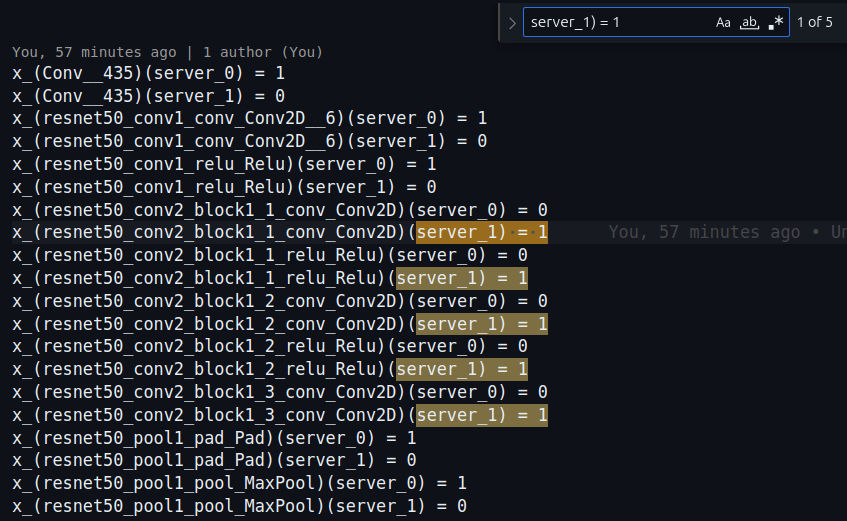 server_1) = 1 Aa ab, .* 1 of 5
You, 57 minutes ago | 1 author (You)
x_(Conv__435)(server_0) = 1
x_(Conv__435)(server_1) = 0
x_(resnet50_conv1_conv_Conv2D__6)(server_0) = 1
x_(resnet50_conv1_conv_Conv2D__6)(server_1) = 0
x_(resnet50_conv1_relu_Relu)(server_0) = 1
x_(resnet50_conv1_relu_Relu)(server_1) = 0
x_(resnet50_conv2_block1_1_conv_Conv2D)(server_0) = 0
x_(resnet50_conv2_block1_1_conv_Conv2D)(server_1) = 1 You, 57 minutes ago • Un
x_(resnet50_conv2_block1_1_relu_Relu)(server_0) = 0
x_(resnet50_conv2_block1_1_relu_Relu)(server_1) = 1
x_(resnet50_conv2_block1_2_conv_Conv2D)(server_0) = 0
x_(resnet50_conv2_block1_2_conv_Conv2D)(server_1) = 1
x_(resnet50_conv2_block1_2_relu_Relu)(server_0) = 0
x_(resnet50_conv2_block1_2_relu_Relu)(server_1) = 1
x_(resnet50_conv2_block1_3_conv_Conv2D)(server_0) = 0
x_(resnet50_conv2_block1_3_conv_Conv2D)(server_1) = 1
x_(resnet50_pool1_pad_Pad)(server_0) = 1
x_(resnet50_pool1_pad_Pad)(server_1) = 0
x_(resnet50_pool1_pool_MaxPool)(server_0) = 1
x_(resnet50_pool1_pool_MaxPool)(server_1) = 0